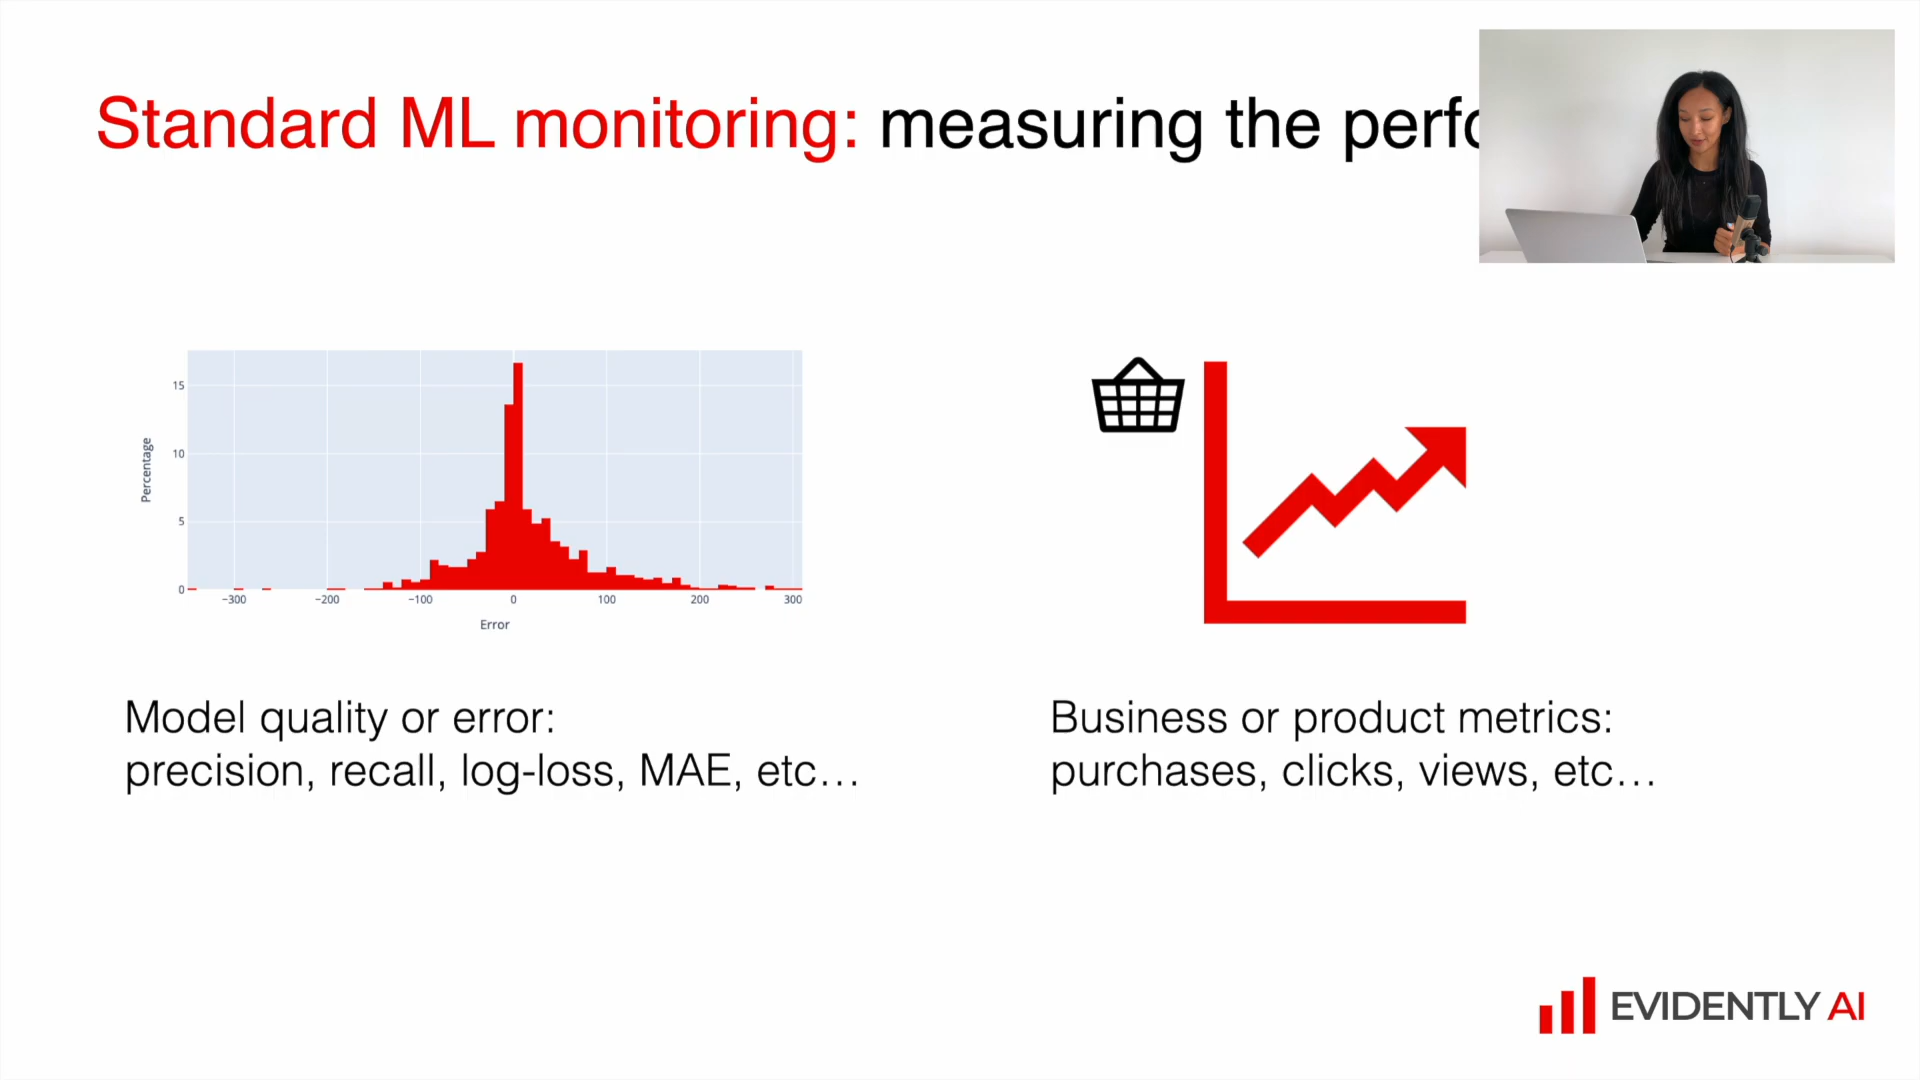 Standard ML monitoring: measuring the perfo
15
10
5
0
Percentage
−300 −200 −100 0 100 200 300
Error
Model quality or error:
precision, recall, log-loss, MAE, etc…
Business or product metrics:
purchases, clicks, views, etc…
EVIDENTLY AI